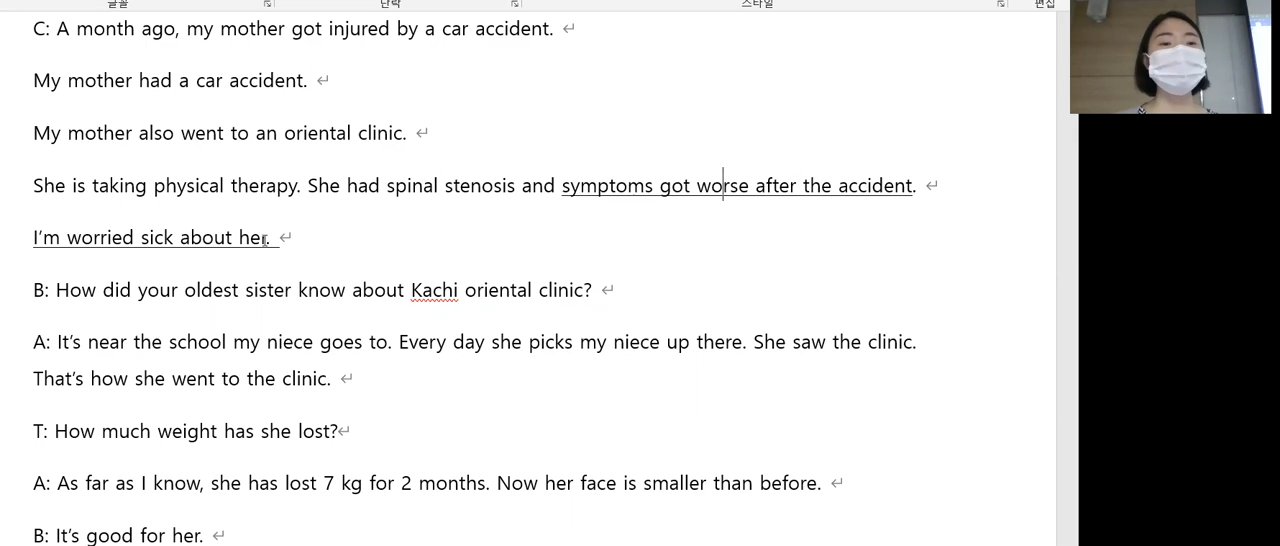 글꼴 단락 스타일 편집
C: A month ago, my mother got injured by a car accident.
My mother had a car accident.
My mother also went to an oriental clinic.
She is taking physical therapy. She had spinal stenosis and symptoms got worse after the accident.
I'm worried sick about her.
B: How did your oldest sister know about Kachi oriental clinic?
A: It's near the school my niece goes to. Every day she picks my niece up there. She saw the clinic.
That's how she went to the clinic.
T: How much weight has she lost?
A: As far as I know, she has lost 7 kg for 2 months. Now her face is smaller than before.
B: It's good for her.